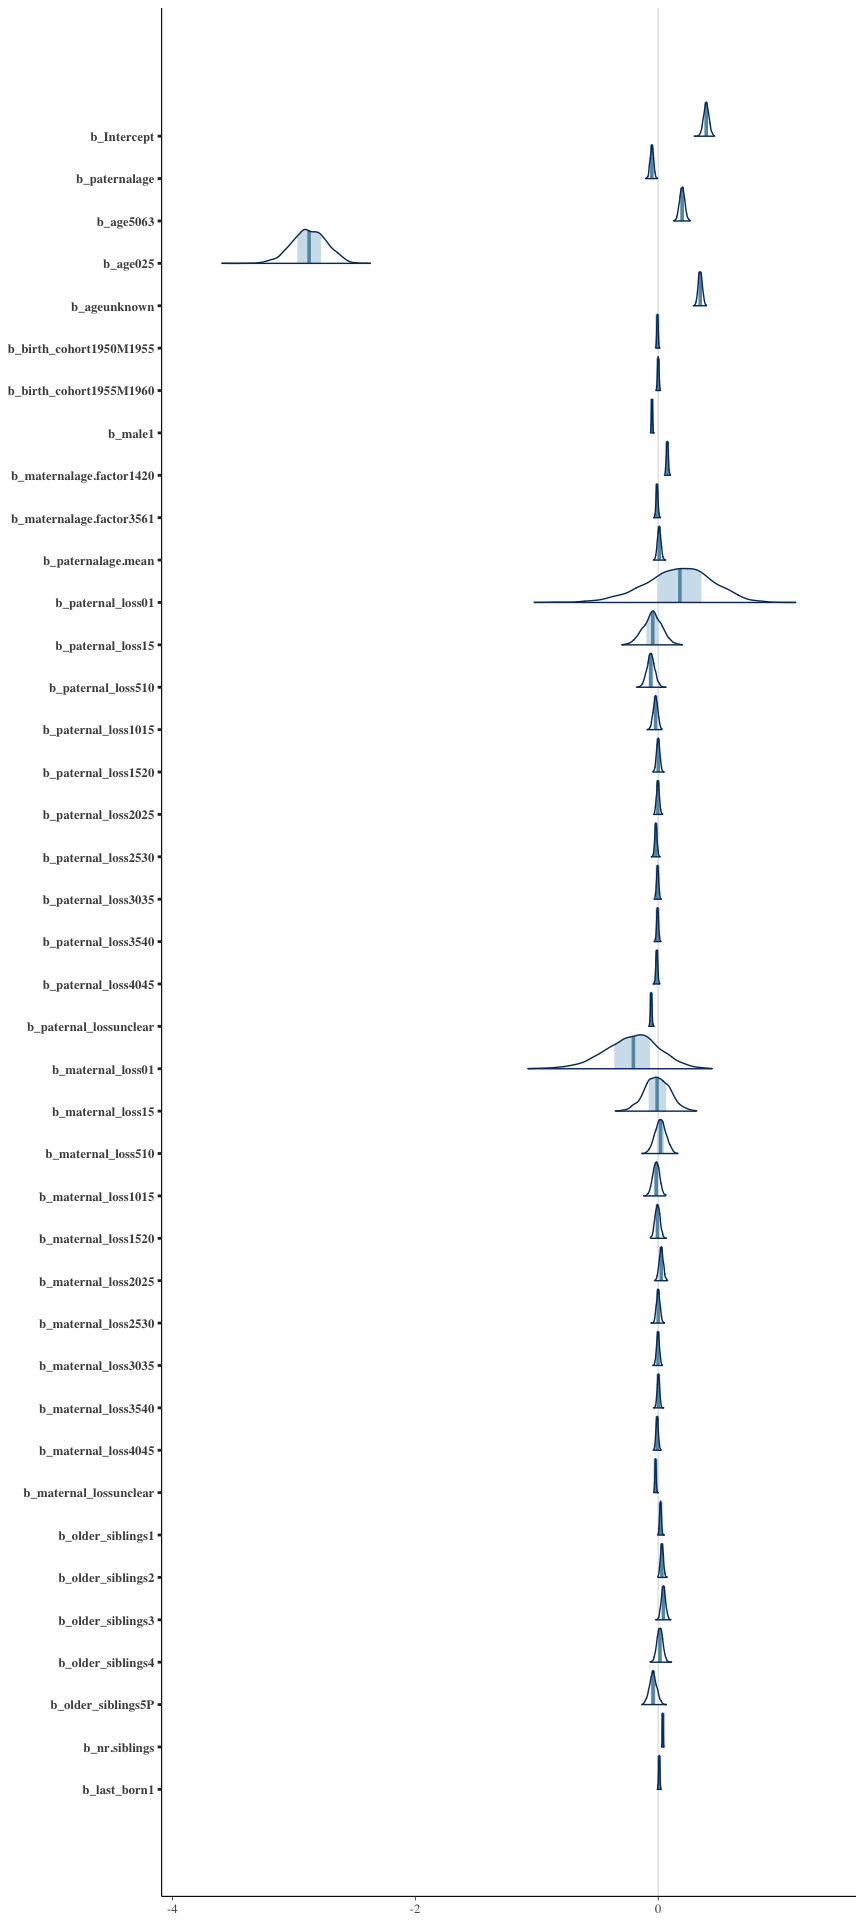 b_Intercept
b_paternalage
b_age5063
b_age025
b_ageunknown
b_birth_cohort1950M1955
b_birth_cohort1955M1960
b_male1
b_maternalage.factor1420
b_maternalage.factor3561
b_paternalage.mean
b_paternal_loss01
b_paternal_loss15
b_paternal_loss510
b_paternal_loss1015
b_paternal_loss1520
b_paternal_loss2025
b_paternal_loss2530
b_paternal_loss3035
b_paternal_loss3540
b_paternal_loss4045
b_paternal_lossunclear
b_maternal_loss01
b_maternal_loss15
b_maternal_loss510
b_maternal_loss1015
b_maternal_loss1520
b_maternal_loss2025
b_maternal_loss2530
b_maternal_loss3035
b_maternal_loss3540
b_maternal_loss4045
b_maternal_lossunclear
b_older_siblings1
b_older_siblings2
b_older_siblings3
b_older_siblings4
b_older_siblings5P
b_nr.siblings
b_last_born1
-4 -2 0